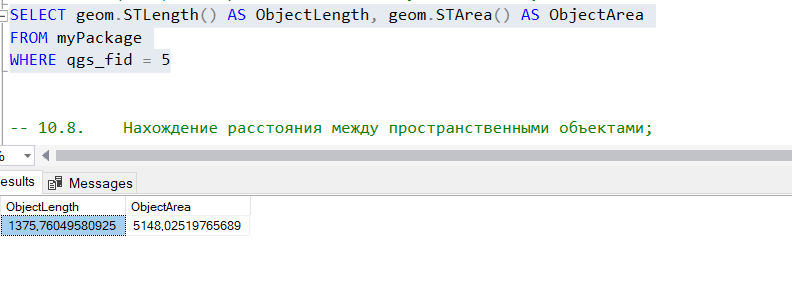 SELECT geom.STLength() AS ObjectLength, geom.STArea() AS ObjectArea
FROM myPackage
WHERE qgs_fid = 5
-- 10.8. Нахождение расстояния между пространственными объектами;
%
esults Messages
ObjectLength ObjectArea
1375,76049580925 5148,02519765689